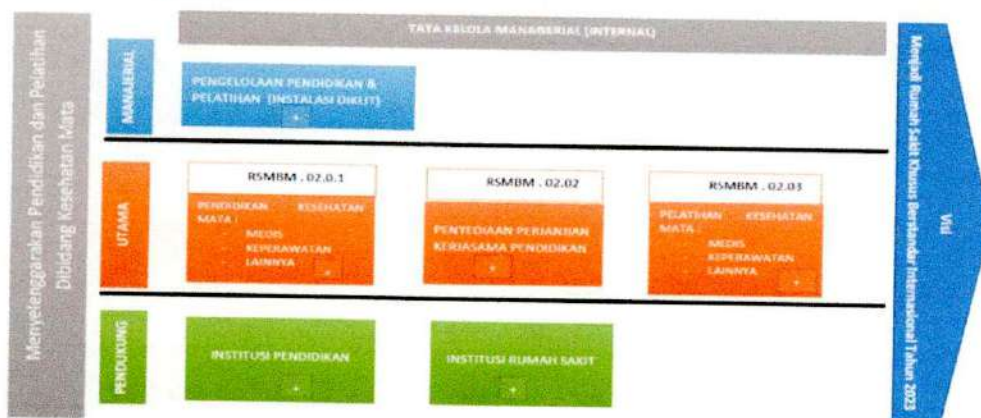 Menyelenggarakan Pendidikan dan Pelatihan
Dibidang Kesehatan Mata
TATA KELOLA MANAGERIAL (INTERNAL)
MANAJERIAL
PENGELOLAAN PENDIDIKAN &
PELATIHAN (INSTALASI DIKLIT)
+
UTAMA
RSMBM . 02.0.1
PENDIDIKAN KESEHATAN
MATA :
- MEDIS
- KEPERAWATAN
- LAINNYA
+
RSMBM . 02.02
PENYEDIAAN PERJANJIAN
KERJASAMA PENDIDIKAN
+
RSMBM . 02.03
PELATIHAN KESEHATAN
MATA :
- MEDIS
- KEPERAWATAN
- LAINNYA
+
PENDUKUNG
INSTITUSI PENDIDIKAN
+
INSTITUSI RUMAH SAKIT
+
Visi
Menjadi Rumah Sakit Khusus Berstandar Internasional Tahun 2023